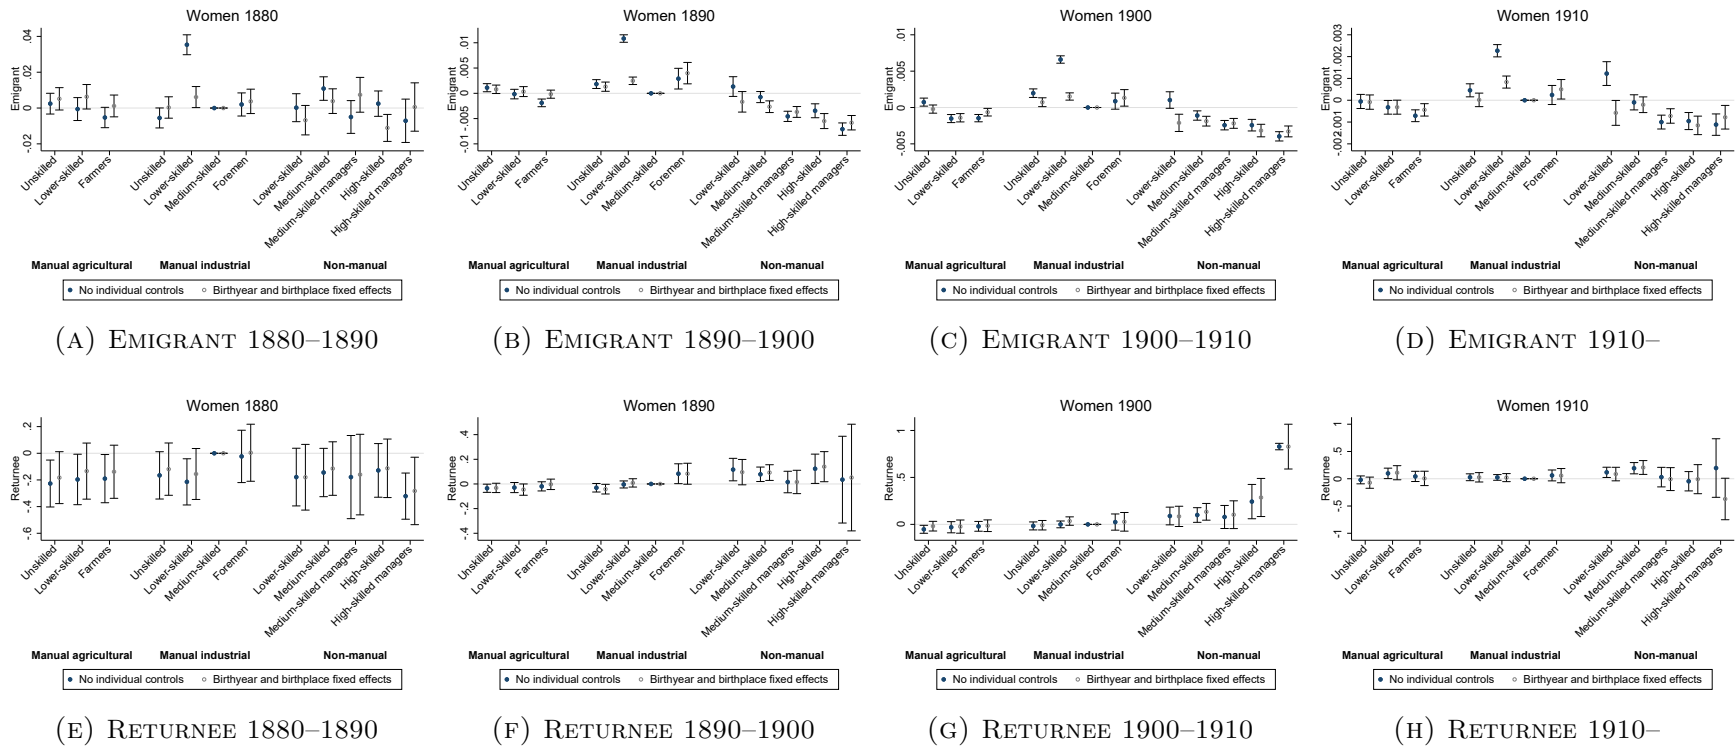 Women 1880
Emigrant
-.02 0 .02 .04
Unskilled
Lower-skilled
Farmers
Unskilled
Lower-skilled
Medium-skilled
Foremen
Lower-skilled
Medium-skilled
Medium-skilled managers
High-skilled
High-skilled managers
Manual agricultural Manual industrial Non-manual
No individual controls Birthyear and birthplace fixed effects
(A) Emigrant 1880–1890
Women 1890
Emigrant
-.01 -.005 0 .005 .01
Unskilled
Lower-skilled
Farmers
Unskilled
Lower-skilled
Medium-skilled
Foremen
Lower-skilled
Medium-skilled
Medium-skilled managers
High-skilled
High-skilled managers
Manual agricultural Manual industrial Non-manual
No individual controls Birthyear and birthplace fixed effects
(B) Emigrant 1890–1900
Women 1900
Emigrant
-.005 0 .005 .01
Unskilled
Lower-skilled
Farmers
Unskilled
Lower-skilled
Medium-skilled
Foremen
Lower-skilled
Medium-skilled
Medium-skilled managers
High-skilled
High-skilled managers
Manual agricultural Manual industrial Non-manual
No individual controls Birthyear and birthplace fixed effects
(C) Emigrant 1900–1910
Women 1910
Emigrant
-.002 -.001 0 .001 .002 .003
Unskilled
Lower-skilled
Farmers
Unskilled
Lower-skilled
Medium-skilled
Foremen
Lower-skilled
Medium-skilled
Medium-skilled managers
High-skilled
High-skilled managers
Manual agricultural Manual industrial Non-manual
No individual controls Birthyear and birthplace fixed effects
(D) Emigrant 1910–
Women 1880
Returnee
-.6 -.4 -.2 0 .2
Unskilled
Lower-skilled
Farmers
Unskilled
Lower-skilled
Medium-skilled
Foremen
Lower-skilled
Medium-skilled
Medium-skilled managers
High-skilled
High-skilled managers
Manual agricultural Manual industrial Non-manual
No individual controls Birthyear and birthplace fixed effects
(E) Returnee 1880–1890
Women 1890
Returnee
-.4 -.2 0 .2 .4
Unskilled
Lower-skilled
Farmers
Unskilled
Lower-skilled
Medium-skilled
Foremen
Lower-skilled
Medium-skilled
Medium-skilled managers
High-skilled
High-skilled managers
Manual agricultural Manual industrial Non-manual
No individual controls Birthyear and birthplace fixed effects
(F) Returnee 1890–1900
Women 1900
Returnee
0 .5 1
Unskilled
Lower-skilled
Farmers
Unskilled
Lower-skilled
Medium-skilled
Foremen
Lower-skilled
Medium-skilled
Medium-skilled managers
High-skilled
High-skilled managers
Manual agricultural Manual industrial Non-manual
No individual controls Birthyear and birthplace fixed effects
(G) Returnee 1900–1910
Women 1910
Returnee
-1 -.5 0 .5 1
Unskilled
Lower-skilled
Farmers
Unskilled
Lower-skilled
Medium-skilled
Foremen
Lower-skilled
Medium-skilled
Medium-skilled managers
High-skilled
High-skilled managers
Manual agricultural Manual industrial Non-manual
No individual controls Birthyear and birthplace fixed effects
(H) Returnee 1910–